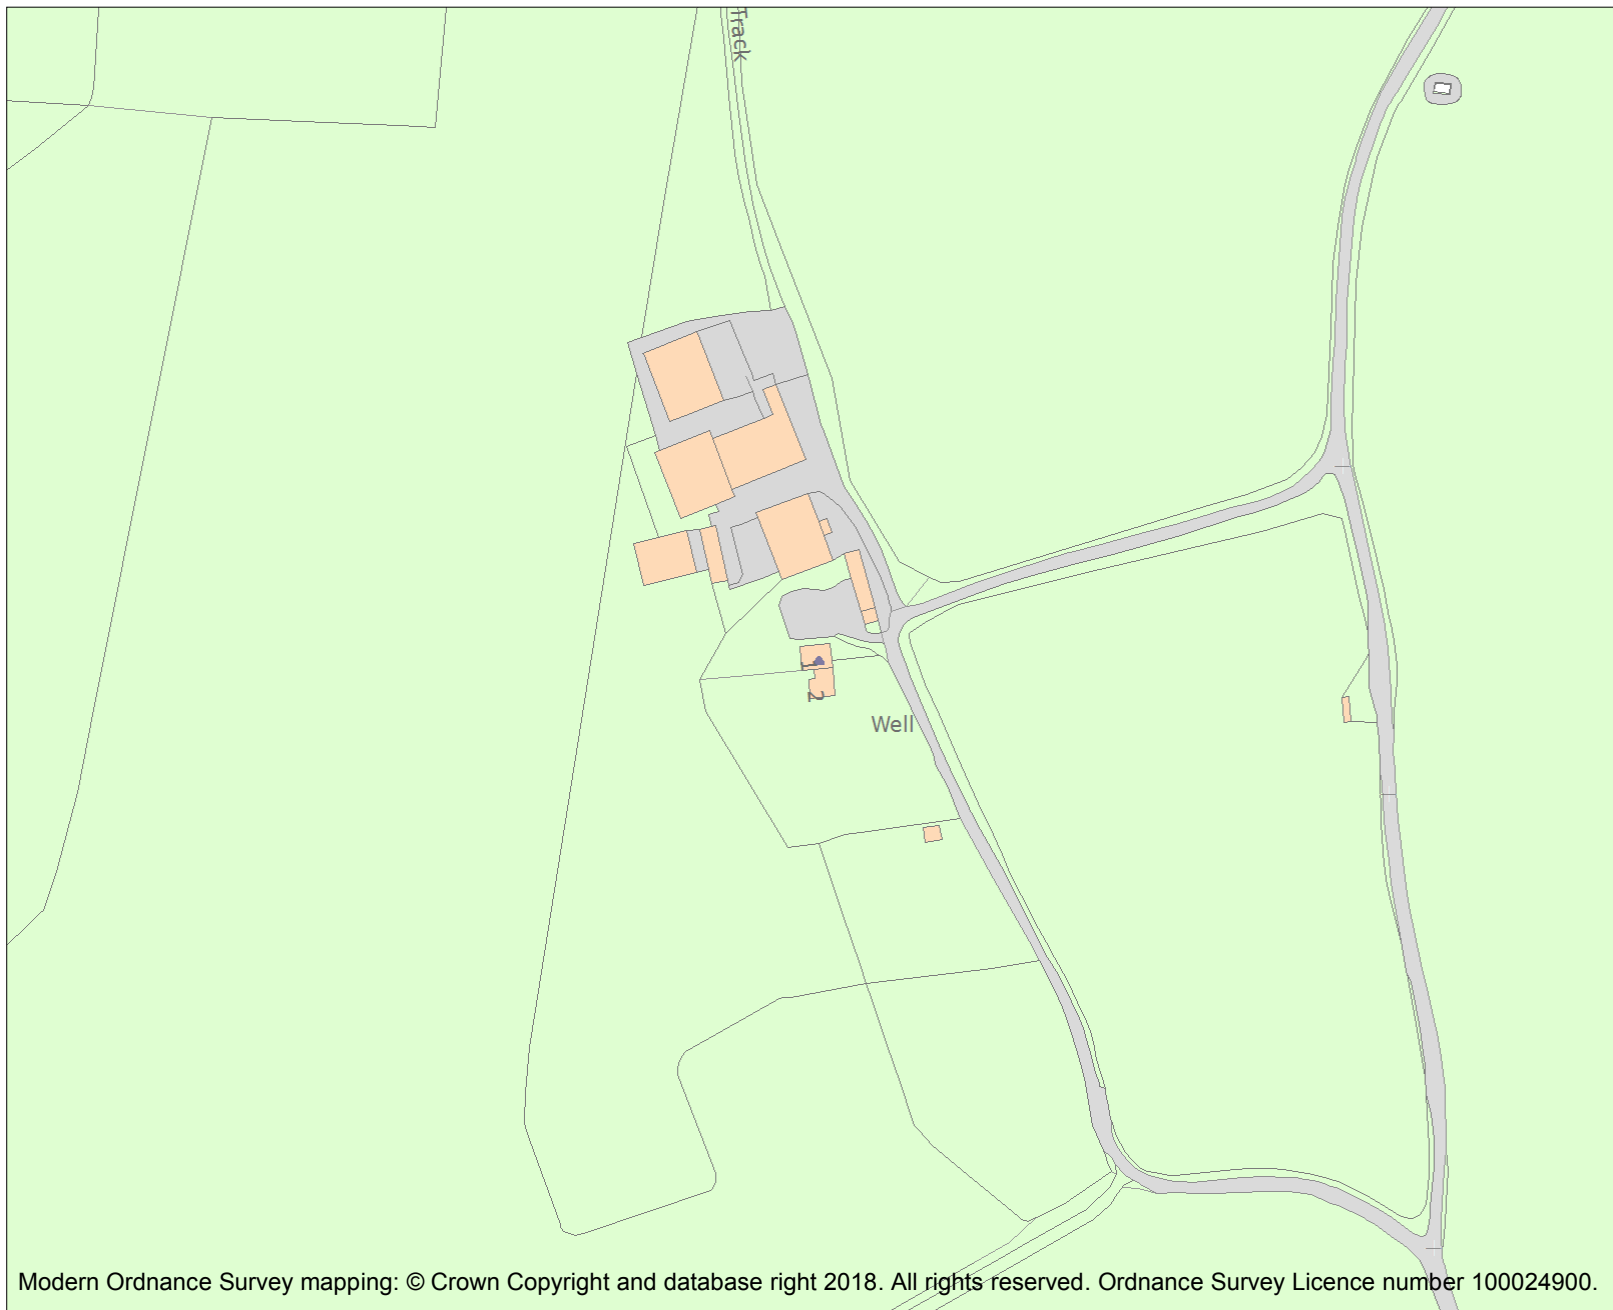 Track
1
2
Well
Modern Ordnance Survey mapping: © Crown Copyright and database right 2018. All rights reserved. Ordnance Survey Licence number 100024900.